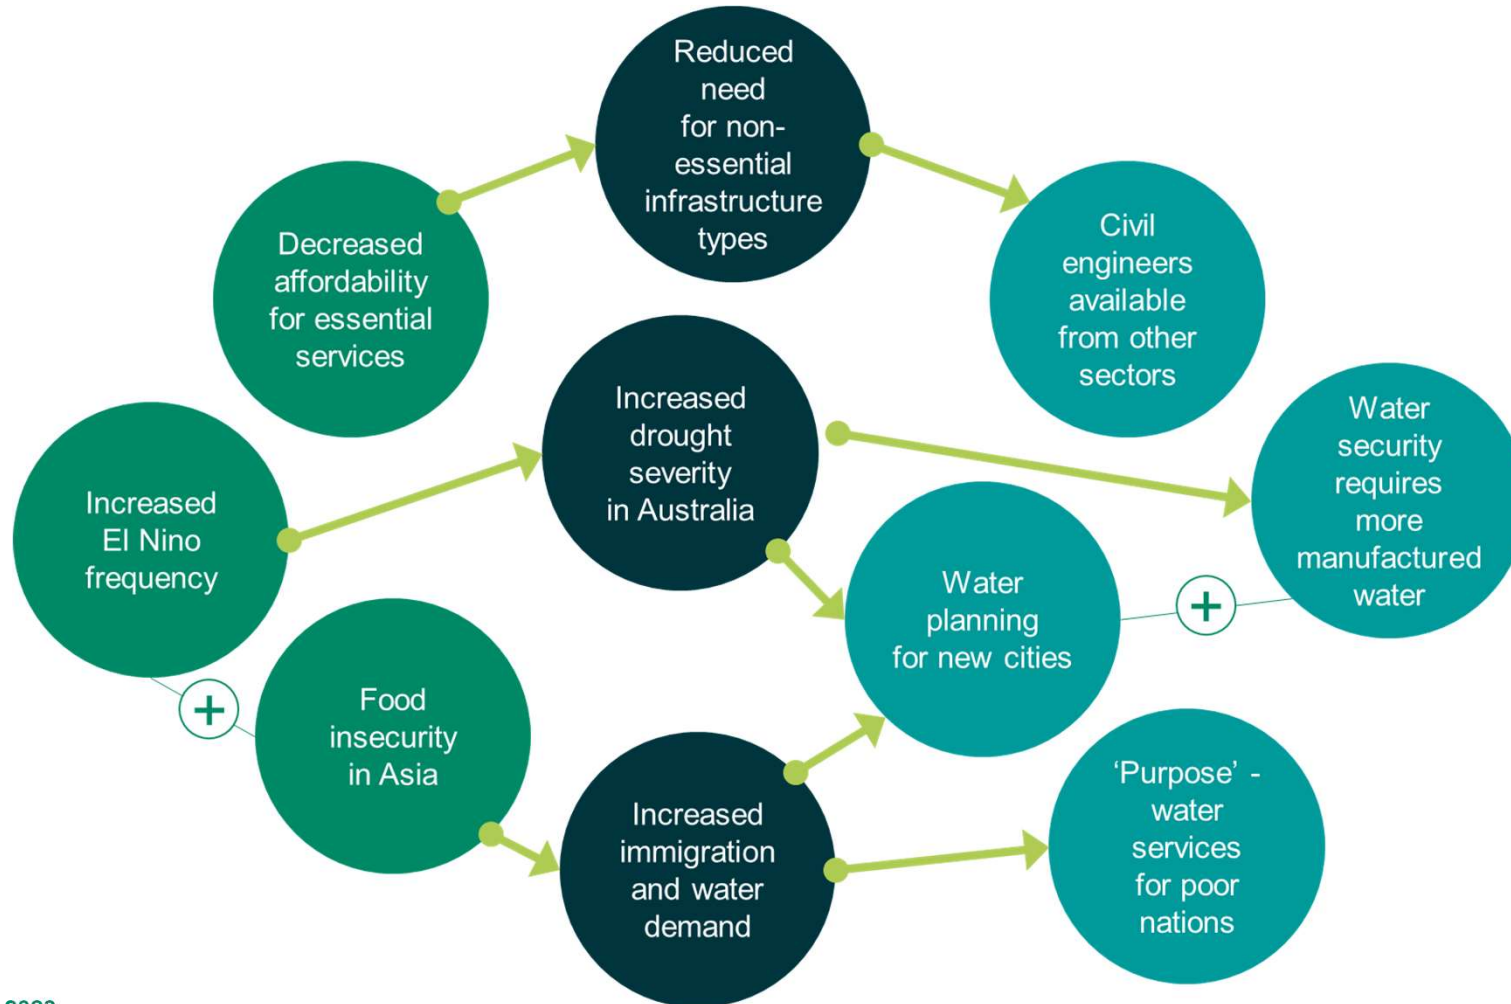 Reduced
need
for non-
essential
infrastructure
types
Decreased
affordability
for essential
services
Civil
engineers
available
from other
sectors
Increased
drought
severity
in Australia
Water
security
requires
more
manufactured
water
Increased
El Nino
frequency
Water
planning
for new cities
+
+
Food
insecurity
in Asia
Increased
immigration
and water
demand
‘Purpose’ -
water
services
for poor
nations